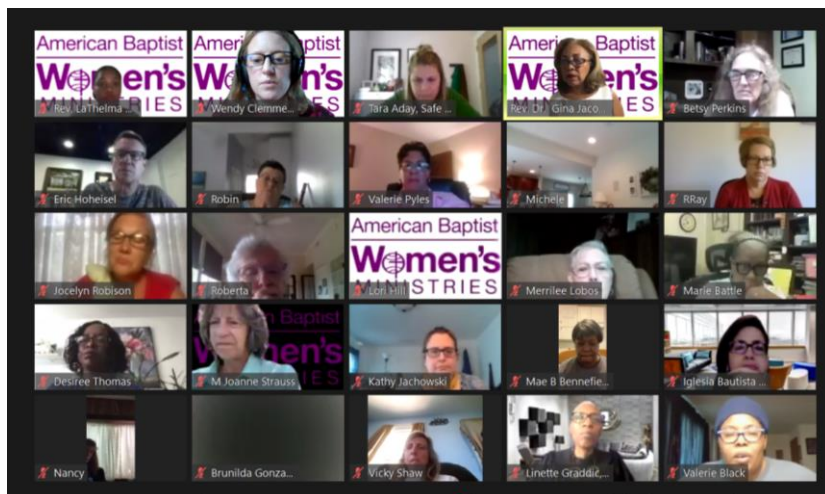 American Baptist
Women's
MINISTRIES
Rev. LaThelma ...
American Baptist
Women's
MINISTRIES
Wendy Clemme...
Tara Aday, Safe ...
American Baptist
Women's
MINISTRIES
Rev. Dr. Gina Jaco...
Betsy Perkins
Eric Hoheisel
Robin
Valerie Pyles
Michele
RRay
Jocelyn Robison
Roberta
American Baptist
Women's
MINISTRIES
Lori Hill
Merrilee Lobos
Marie Battle
Desiree Thomas
M Joanne Strauss
Kathy Jachowski
Mae B Bennefie...
Iglesia Bautista ...
Nancy
Brunilda Gonza...
Vicky Shaw
Linette Graddic,...
Valerie Black